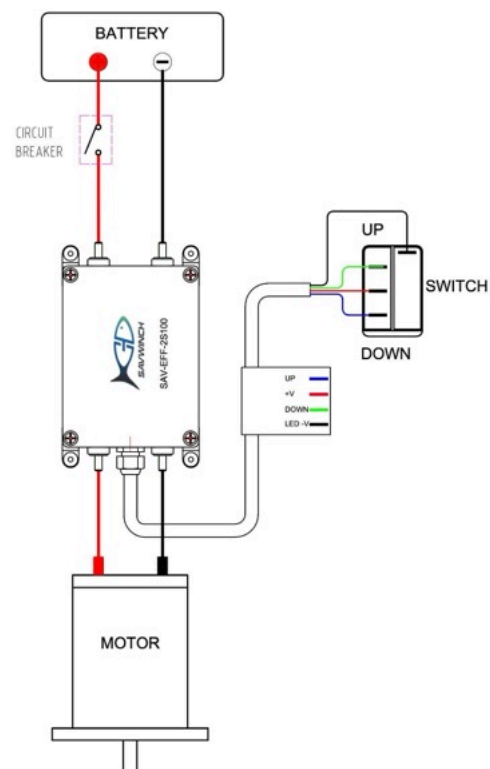 BATTERY
CIRCUIT
BREAKER
UP
SWITCH
DOWN
SAVWINCH
SAV-EFF-2S100
UP
+V
DOWN
LED -V
MOTOR